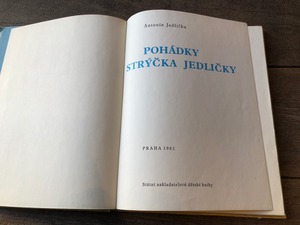 Antonín Jedlička
POHÁDKY
STRÝČKA JEDLIČKY
PRAHA 1961
Státní nakladatelství dětské knihy